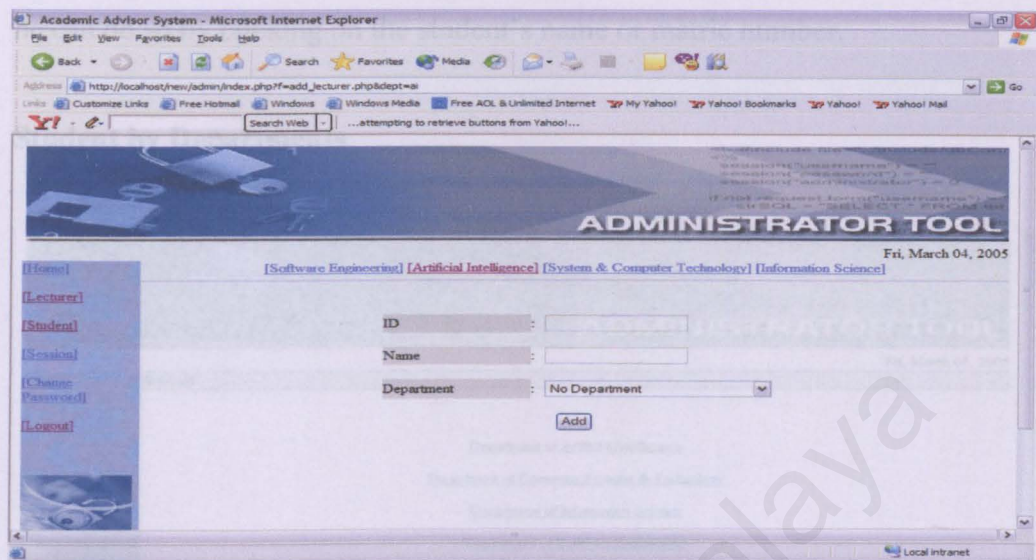 Academic Advisor System - Microsoft Internet Explorer
File Edit View Favorites Tools Help
Back Search Favorites Media
Address http://localhost/new/admin/index.php?f=add_lecturer.php&dept=ai Go
Links Customize Links Free Hotmail Windows Windows Media Free AOL & Unlimited Internet My Yahoo! Yahoo! Bookmarks Yahoo! Yahoo! Mail
Y! Search Web ...attempting to retrieve buttons from Yahoo!...
ADMINISTRATOR TOOL
Fri, March 04, 2005
[Home] [Software Engineering] [Artificial Intelligence] [System & Computer Technology] [Information Science]
[Lecturer]
[Student]
[Session]
[Change Password]
[Logout]
ID :
Name :
Department : No Department
Add
Local intranet